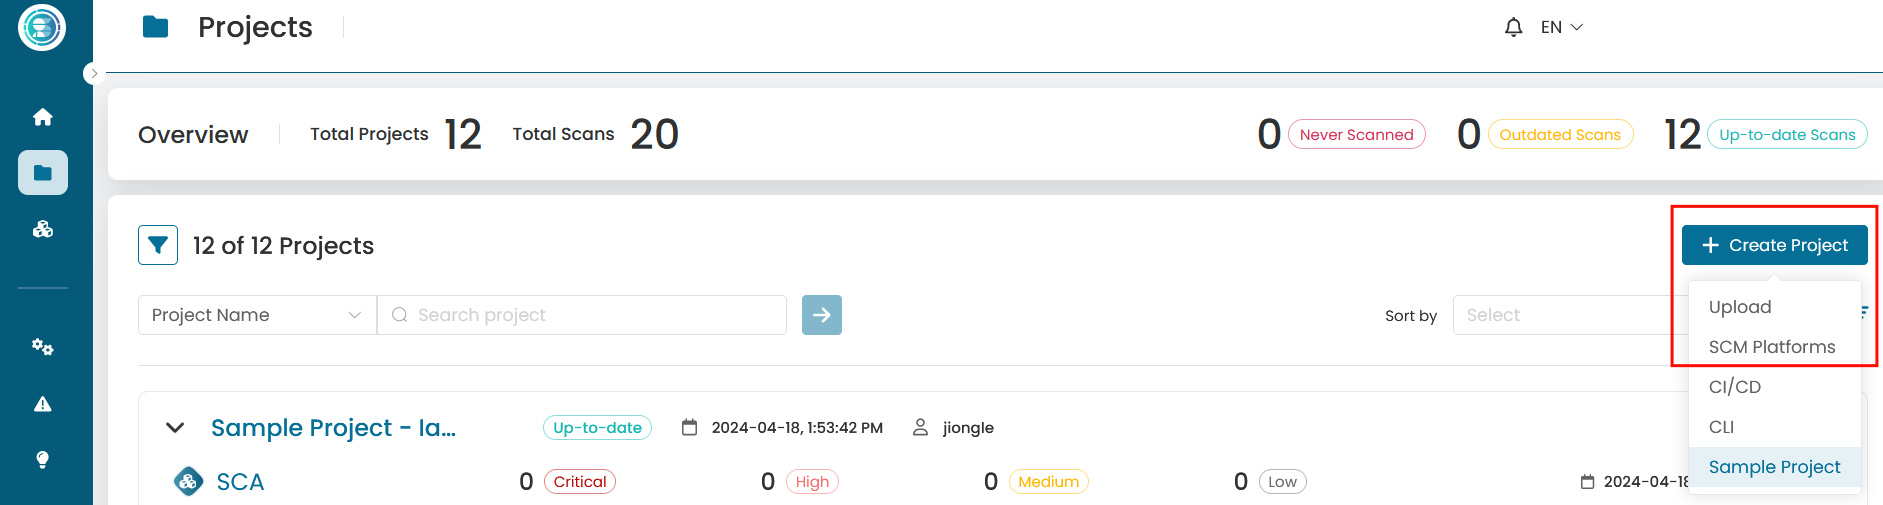 Projects
EN
Overview
Total Projects 12
Total Scans 20
0 Never Scanned
0 Outdated Scans
12 Up-to-date Scans
12 of 12 Projects
+ Create Project
Project Name
Search project
Sort by
Select
Upload
SCM Platforms
CI/CD
CLI
Sample Project
Sample Project - Ia...
Up-to-date
2024-04-18, 1:53:42 PM
jiongle
SCA
0 Critical
0 High
0 Medium
0 Low
2024-04-18